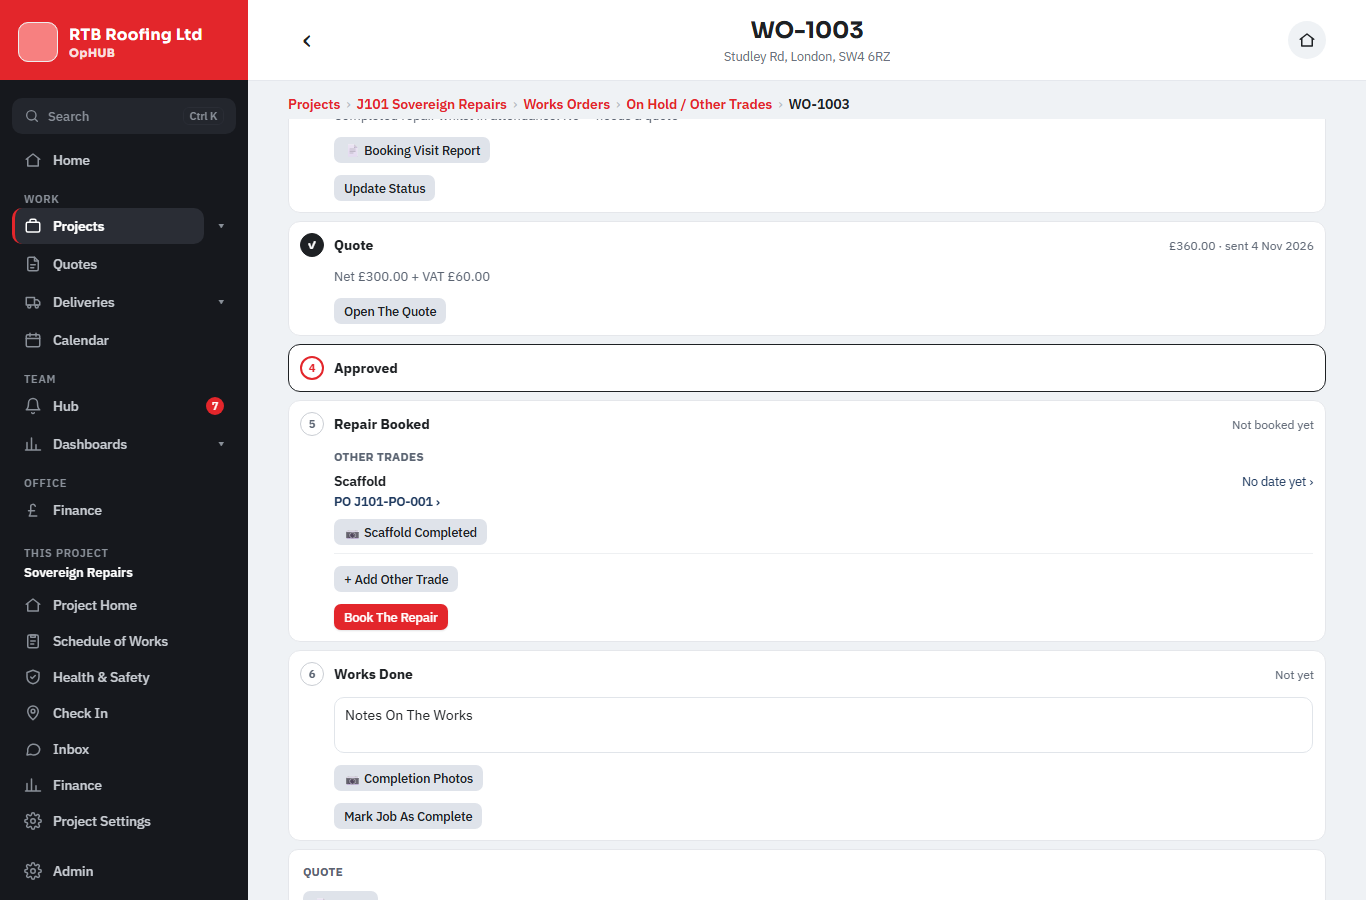 RTB Roofing Ltd
OpHUB
Search
Ctrl K
Home
WORK
Projects
Quotes
Deliveries
Calendar
TEAM
Hub
7
Dashboards
OFFICE
Finance
THIS PROJECT
Sovereign Repairs
Project Home
Schedule of Works
Health & Safety
Check In
Inbox
Finance
Project Settings
Admin
WO-1003
Studley Rd, London, SW4 6RZ
Projects › J101 Sovereign Repairs › Works Orders › On Hold / Other Trades › WO-1003
Booking Visit Report
Update Status
Quote
£360.00 · sent 4 Nov 2026
Net £300.00 + VAT £60.00
Open The Quote
4 Approved
5 Repair Booked
Not booked yet
OTHER TRADES
Scaffold
No date yet ›
PO J101-PO-001 ›
Scaffold Completed
+ Add Other Trade
Book The Repair
6 Works Done
Not yet
Notes On The Works
Completion Photos
Mark Job As Complete
QUOTE